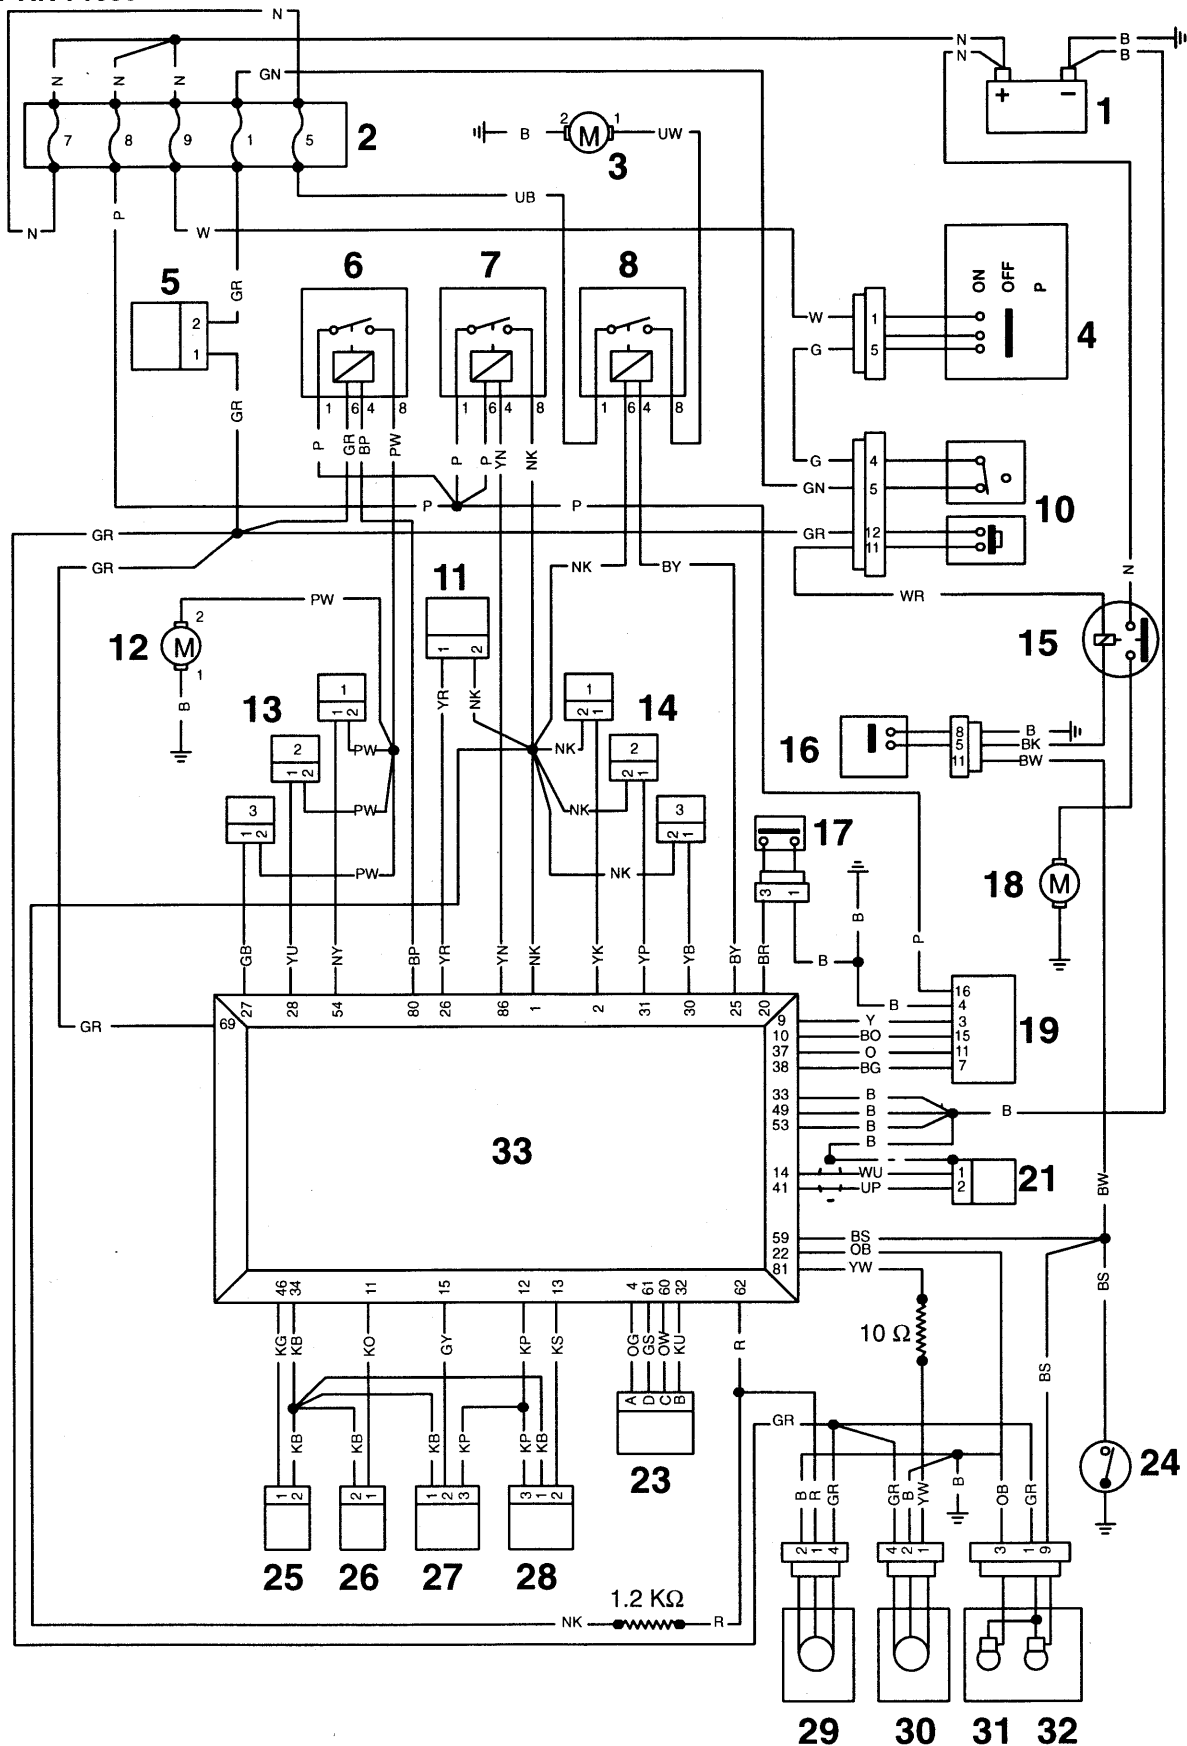 N
GN
N
N
B
B
N N N
+ −
1
7 8 9 1 5
2
B 2 M 1 UW
3
P
UB
N
W
5
6
7
8
GR
2
1
W 1
G 5
ON OFF P
4
GR
1 6 4 8
1 6 4 8
1 6 8
4
P GR BP PW
P P YN NK
G 4
GN 5
10
P P
GR
GR 12
11
GR
NK BY
N
11
WR
PW
2
12 M
1
B
1 2
YR NK
15
13
1
1 2
PW
2
1 2
PW
3
1 2
PW
14
1
2 1
NK
2
2 1
NK
3
2 1
NK
16
8 B
5 BK
11 BW
17
3 1
18 M
B
B
P
GB YU NY BP YR YN NK YK YP YB BY BR
27 28 54 80 26 86 1 2 31 30 25 20
GR 69
B
16
4
9 Y 3
10 BO 15
37 O 11
38 BG 7
19
33 B
49 B
53 B
B
B
33
14 WU 1
41 UP 2
21
BW
59 BS
22 OB
81 YW
BS
46 34 11 15 12 13 4 61 60 32 62
KG KB KO GY KP KS OG GS OW KU R
10 Ω
BS
A D C B
23
GR
24
KB KB KB KP KP KB
B R GR
GR B YW
B
OB GR
1 2
2 1
1 2 3
3 1 2
2 1 4
4 2 1
3 1 9
25 26 27 28
1.2 KΩ
NK R
29 30 31 32